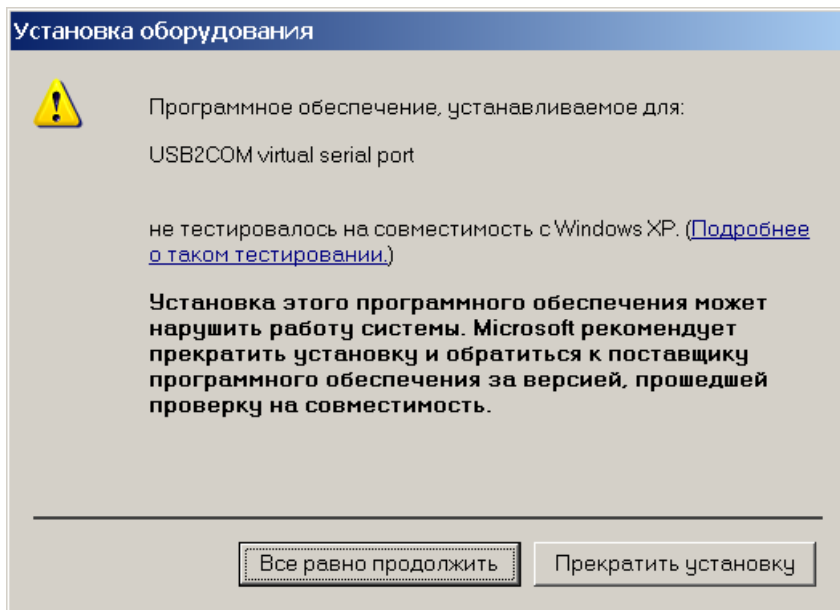 Установка оборудования
Программное обеспечение, устанавливаемое для:
USB2COM virtual serial port
не тестировалось на совместимость с Windows XP. (Подробнее
о таком тестировании.)
Установка этого программного обеспечения может
нарушить работу системы. Microsoft рекомендует
прекратить установку и обратиться к поставщику
программного обеспечения за версией, прошедшей
проверку на совместимость.
Все равно продолжить
Прекратить установку